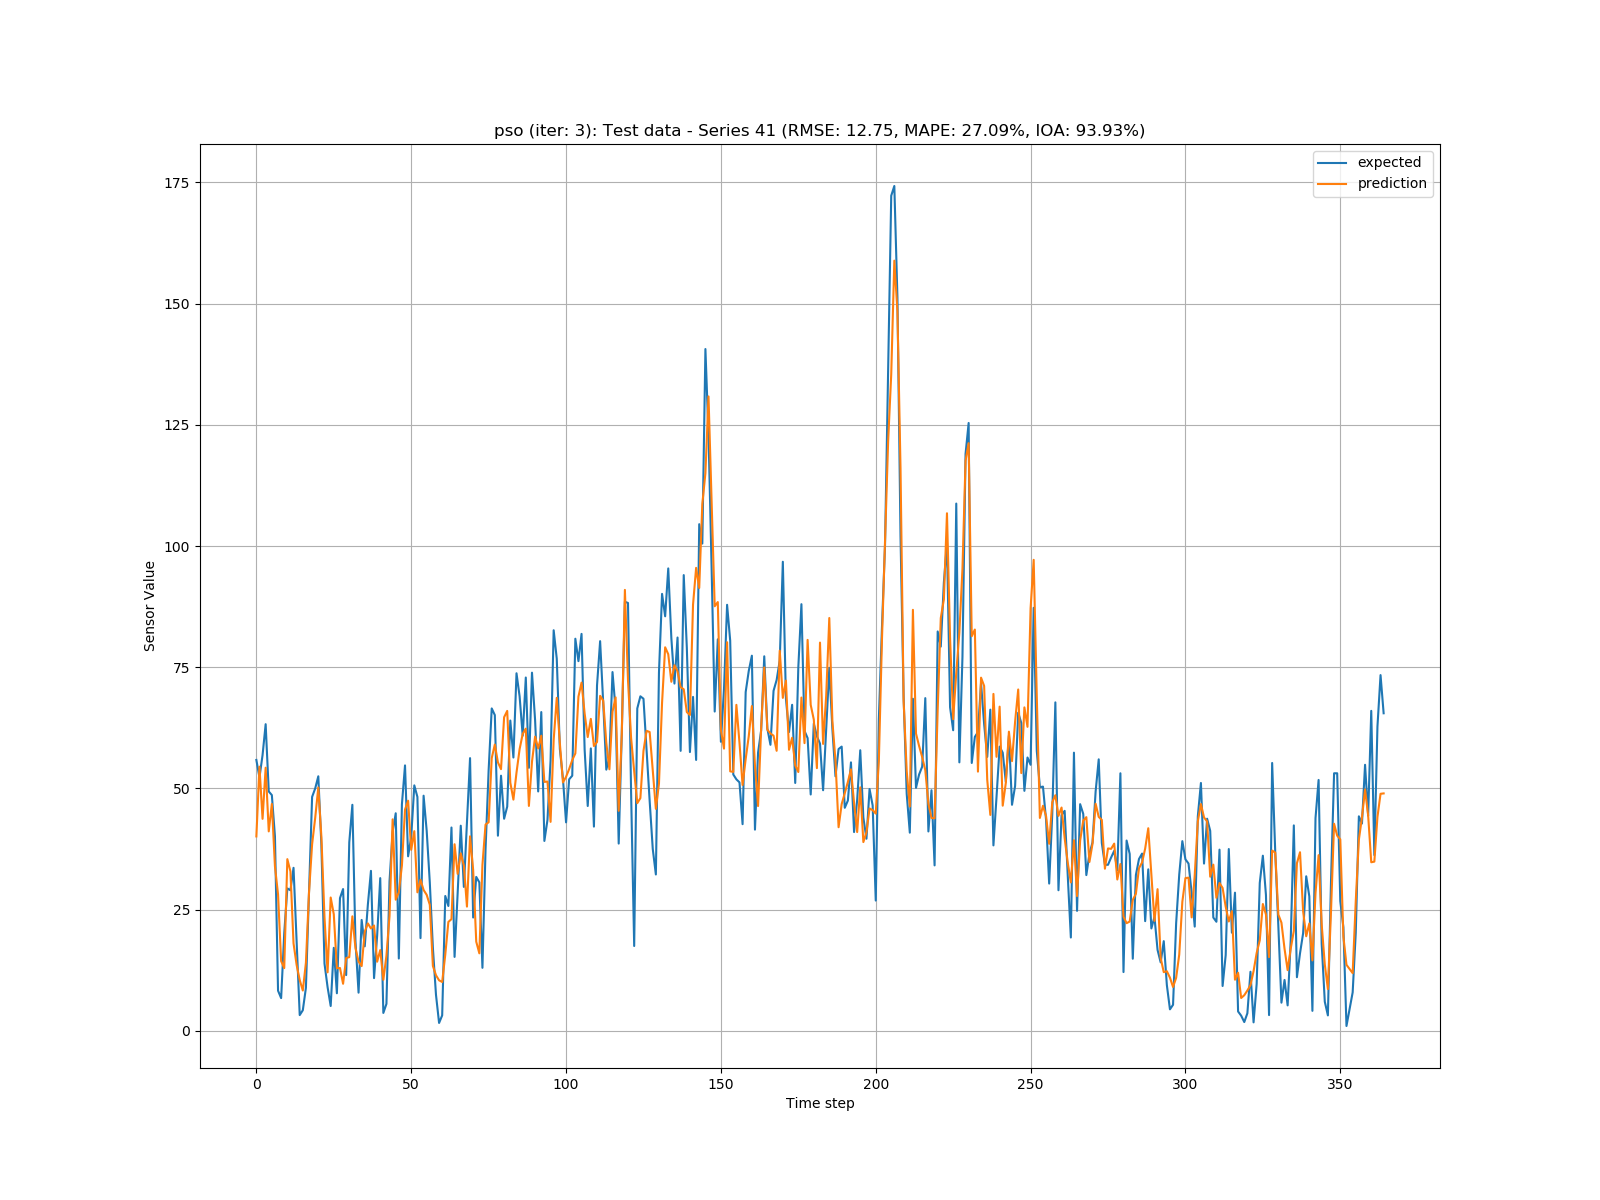 pso (iter: 3): Test data - Series 41 (RMSE: 12.75, MAPE: 27.09%, IOA: 93.93%)
expected
prediction
175
150
125
100
75
50
25
0
Sensor Value
0 50 100 150 200 250 300 350
Time step